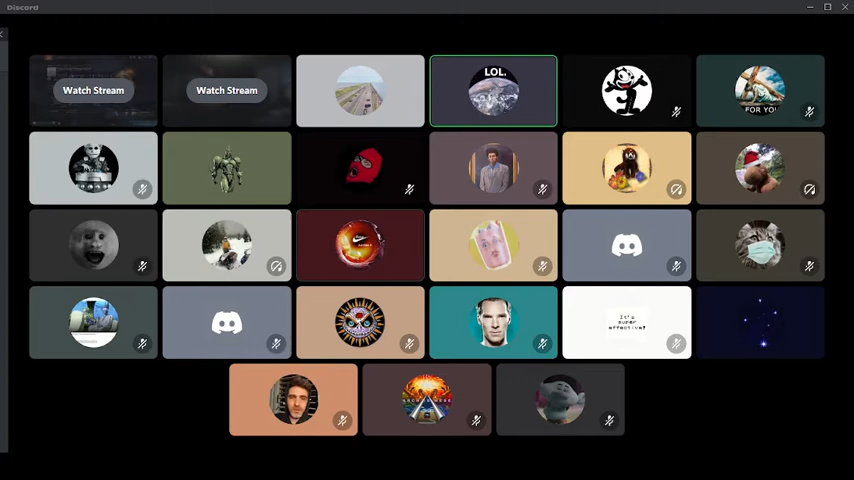 Discord
Watch Stream
Watch Stream
LOL.
FOR YOU
It's a
super
effective!